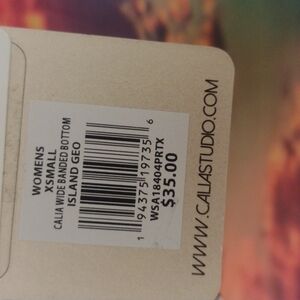 WOMENS
XSMALL
CALIA WIDE BANDED BOTTOM
ISLAND GEO
1 94375 19735 6
WSA18404PRTX
$35.00
WWW.CALIASTUDIO.COM